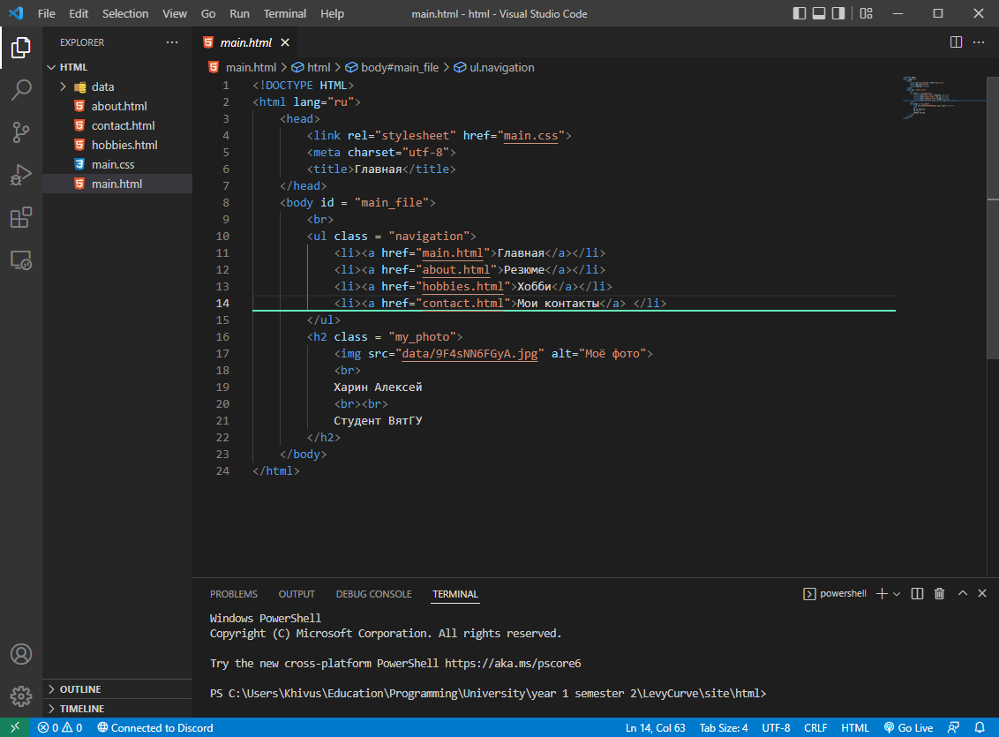 File Edit Selection View Go Run Terminal Help main.html - html - Visual Studio Code
EXPLORER
HTML
data
about.html
contact.html
hobbies.html
main.css
main.html
OUTLINE
TIMELINE
main.html
main.html > html > body#main_file > ul.navigation
1 <!DOCTYPE HTML>
2 <html lang="ru">
3 <head>
4 <link rel="stylesheet" href="main.css">
5 <meta charset="utf-8">
6 <title>Главная</title>
7 </head>
8 <body id = "main_file">
9 <br>
10 <ul class = "navigation">
11 <li><a href="main.html">Главная</a></li>
12 <li><a href="about.html">Резюме</a></li>
13 <li><a href="hobbies.html">Хобби</a></li>
14 <li><a href="contact.html">Мои контакты</a> </li>
15 </ul>
16 <h2 class = "my_photo">
17 <img src="data/9F4sNN6FGyA.jpg" alt="Моё фото">
18 <br>
19 Харин Алексей
20 <br><br>
21 Студент ВятГУ
22 </h2>
23 </body>
24 </html>
PROBLEMS OUTPUT DEBUG CONSOLE TERMINAL powershell
Windows PowerShell
Copyright (C) Microsoft Corporation. All rights reserved.
Try the new cross-platform PowerShell https://aka.ms/pscore6
PS C:\Users\Khivus\Education\Programming\University\year 1 semester 2\LevyCurve\site\html>
0 0 Connected to Discord Ln 14, Col 63 Tab Size: 4 UTF-8 CRLF HTML Go Live